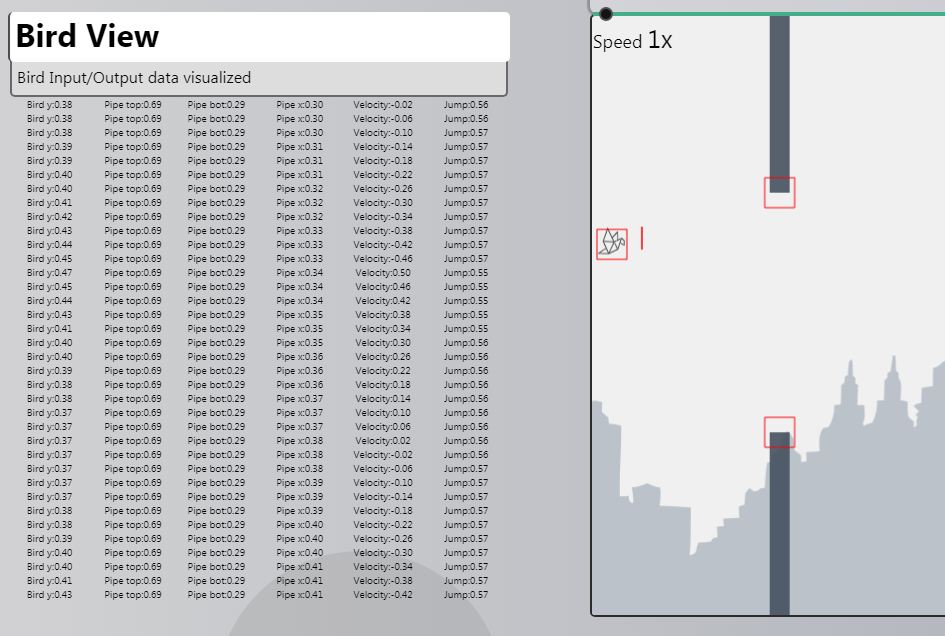 Bird View
Bird Input/Output data visualized
Bird y:0.38 Pipe top:0.69 Pipe bot:0.29 Pipe x:0.30 Velocity:-0.02 Jump:0.56
Bird y:0.38 Pipe top:0.69 Pipe bot:0.29 Pipe x:0.30 Velocity:-0.06 Jump:0.56
Bird y:0.38 Pipe top:0.69 Pipe bot:0.29 Pipe x:0.30 Velocity:-0.10 Jump:0.57
Bird y:0.39 Pipe top:0.69 Pipe bot:0.29 Pipe x:0.31 Velocity:-0.14 Jump:0.57
Bird y:0.39 Pipe top:0.69 Pipe bot:0.29 Pipe x:0.31 Velocity:-0.18 Jump:0.57
Bird y:0.40 Pipe top:0.69 Pipe bot:0.29 Pipe x:0.31 Velocity:-0.22 Jump:0.57
Bird y:0.40 Pipe top:0.69 Pipe bot:0.29 Pipe x:0.32 Velocity:-0.26 Jump:0.57
Bird y:0.41 Pipe top:0.69 Pipe bot:0.29 Pipe x:0.32 Velocity:-0.30 Jump:0.57
Bird y:0.42 Pipe top:0.69 Pipe bot:0.29 Pipe x:0.32 Velocity:-0.34 Jump:0.57
Bird y:0.43 Pipe top:0.69 Pipe bot:0.29 Pipe x:0.33 Velocity:-0.38 Jump:0.57
Bird y:0.44 Pipe top:0.69 Pipe bot:0.29 Pipe x:0.33 Velocity:-0.42 Jump:0.57
Bird y:0.45 Pipe top:0.69 Pipe bot:0.29 Pipe x:0.33 Velocity:-0.46 Jump:0.57
Bird y:0.47 Pipe top:0.69 Pipe bot:0.29 Pipe x:0.34 Velocity:0.50 Jump:0.55
Bird y:0.45 Pipe top:0.69 Pipe bot:0.29 Pipe x:0.34 Velocity:0.46 Jump:0.55
Bird y:0.44 Pipe top:0.69 Pipe bot:0.29 Pipe x:0.34 Velocity:0.42 Jump:0.55
Bird y:0.43 Pipe top:0.69 Pipe bot:0.29 Pipe x:0.35 Velocity:0.38 Jump:0.55
Bird y:0.41 Pipe top:0.69 Pipe bot:0.29 Pipe x:0.35 Velocity:0.34 Jump:0.55
Bird y:0.40 Pipe top:0.69 Pipe bot:0.29 Pipe x:0.35 Velocity:0.30 Jump:0.56
Bird y:0.40 Pipe top:0.69 Pipe bot:0.29 Pipe x:0.36 Velocity:0.26 Jump:0.56
Bird y:0.39 Pipe top:0.69 Pipe bot:0.29 Pipe x:0.36 Velocity:0.22 Jump:0.56
Bird y:0.38 Pipe top:0.69 Pipe bot:0.29 Pipe x:0.36 Velocity:0.18 Jump:0.56
Bird y:0.38 Pipe top:0.69 Pipe bot:0.29 Pipe x:0.37 Velocity:0.14 Jump:0.56
Bird y:0.37 Pipe top:0.69 Pipe bot:0.29 Pipe x:0.37 Velocity:0.10 Jump:0.56
Bird y:0.37 Pipe top:0.69 Pipe bot:0.29 Pipe x:0.37 Velocity:0.06 Jump:0.56
Bird y:0.37 Pipe top:0.69 Pipe bot:0.29 Pipe x:0.38 Velocity:0.02 Jump:0.56
Bird y:0.37 Pipe top:0.69 Pipe bot:0.29 Pipe x:0.38 Velocity:-0.02 Jump:0.56
Bird y:0.37 Pipe top:0.69 Pipe bot:0.29 Pipe x:0.38 Velocity:-0.06 Jump:0.57
Bird y:0.37 Pipe top:0.69 Pipe bot:0.29 Pipe x:0.39 Velocity:-0.10 Jump:0.57
Bird y:0.37 Pipe top:0.69 Pipe bot:0.29 Pipe x:0.39 Velocity:-0.14 Jump:0.57
Bird y:0.38 Pipe top:0.69 Pipe bot:0.29 Pipe x:0.39 Velocity:-0.18 Jump:0.57
Bird y:0.38 Pipe top:0.69 Pipe bot:0.29 Pipe x:0.40 Velocity:-0.22 Jump:0.57
Bird y:0.39 Pipe top:0.69 Pipe bot:0.29 Pipe x:0.40 Velocity:-0.26 Jump:0.57
Bird y:0.40 Pipe top:0.69 Pipe bot:0.29 Pipe x:0.40 Velocity:-0.30 Jump:0.57
Bird y:0.40 Pipe top:0.69 Pipe bot:0.29 Pipe x:0.41 Velocity:-0.34 Jump:0.57
Bird y:0.41 Pipe top:0.69 Pipe bot:0.29 Pipe x:0.41 Velocity:-0.38 Jump:0.57
Bird y:0.43 Pipe top:0.69 Pipe bot:0.29 Pipe x:0.41 Velocity:-0.42 Jump:0.57
Speed 1x